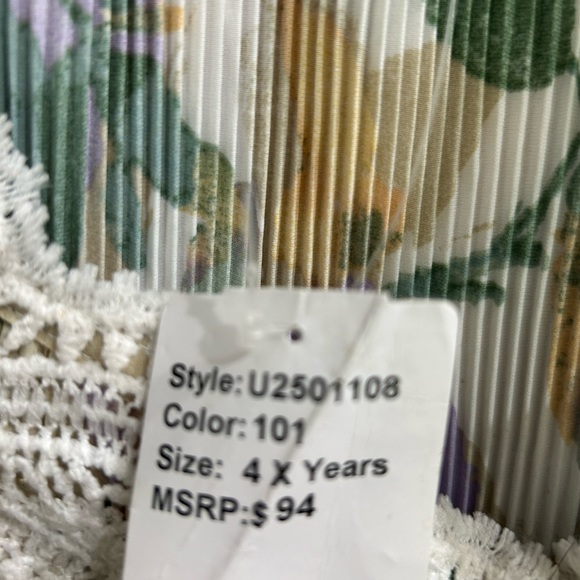 Style: U2501108
Color: 101
Size: 4 X Years
MSRP:$ 94